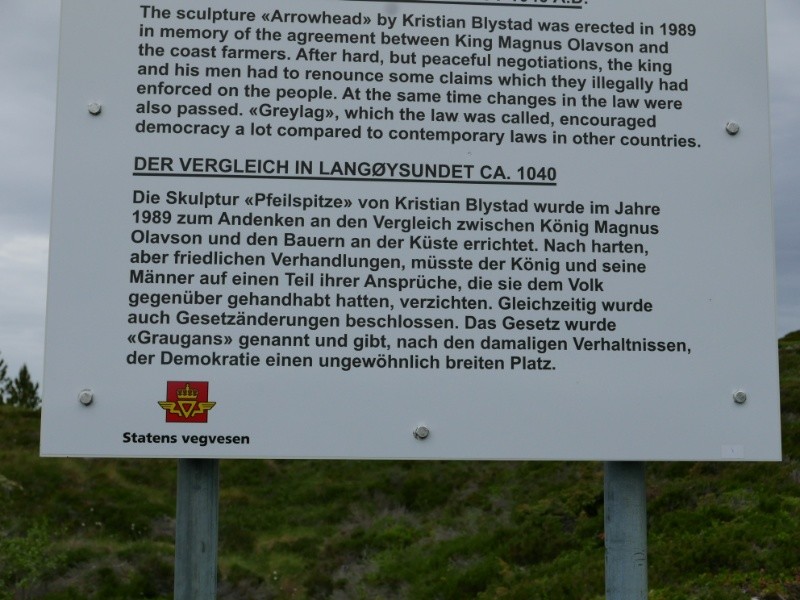 The sculpture «Arrowhead» by Kristian Blystad was erected in 1989
in memory of the agreement between King Magnus Olavson and
the coast farmers. After hard, but peaceful negotiations, the king
and his men had to renounce some claims which they illegally had
enforced on the people. At the same time changes in the law were
also passed. «Greylag», which the law was called, encouraged
democracy a lot compared to contemporary laws in other countries.
DER VERGLEICH IN LANGØYSUNDET CA. 1040
Die Skulptur «Pfeilspitze» von Kristian Blystad wurde im Jahre
1989 zum Andenken an den Vergleich zwischen König Magnus
Olavson und den Bauern an der Küste errichtet. Nach harten,
aber friedlichen Verhandlungen, müsste der König und seine
Männer auf einen Teil ihrer Ansprüche, die sie dem Volk
gegenüber gehandhabt hatten, verzichten. Gleichzeitig wurde
auch Gesetzänderungen beschlossen. Das Gesetz wurde
«Graugans» genannt und gibt, nach den damaligen Verhaltnissen,
der Demokratie einen ungewöhnlich breiten Platz.
Statens vegvesen